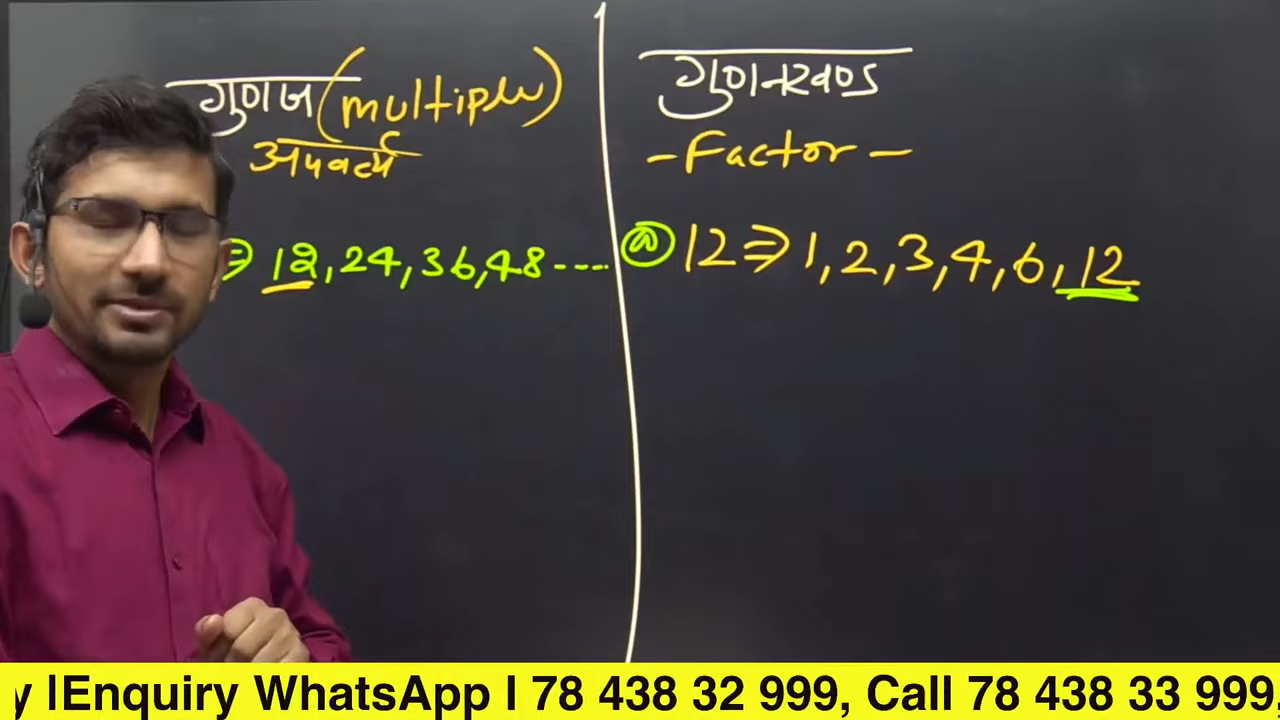 गुणज (multiple)
अपवर्त्य
⇒ 12, 24, 36, 48 ----
गुणनखण्ड
- Factor -
(a) 12 ⇒ 1, 2, 3, 4, 6, 12
y |Enquiry WhatsApp | 78 438 32 999, Call 78 438 33 999,